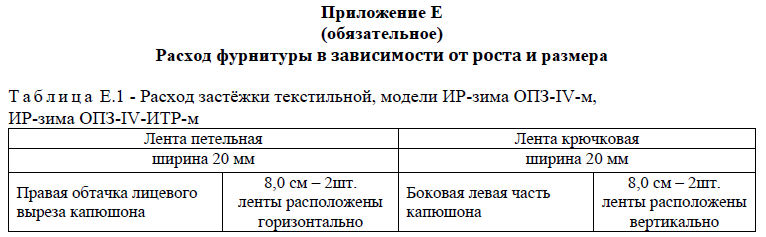 Приложение Е
(обязательное)
Расход фурнитуры в зависимости от роста и размера
Таблица Е.1 - Расход застёжки текстильной, модели ИР-зима ОПЗ-IV-м,
ИР-зима ОПЗ-IV-ИТР-м
Лента петельная
Лента крючковая
ширина 20 мм
ширина 20 мм
Правая обтачка лицевого
выреза капюшона
8,0 см – 2шт.
ленты расположены
горизонтально
Боковая левая часть
капюшона
8,0 см – 2шт.
ленты расположены
вертикально